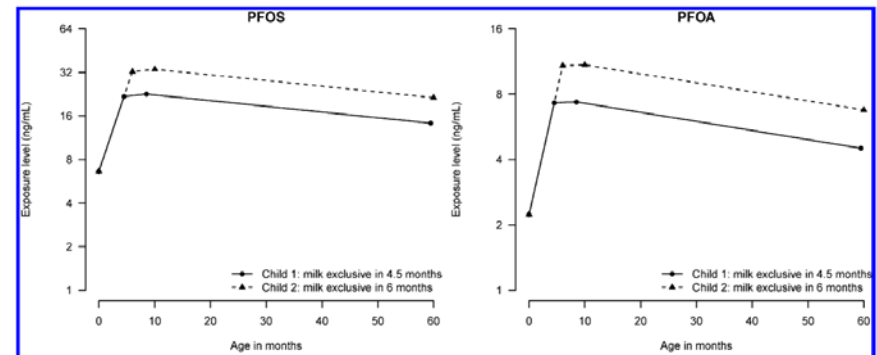 PFOS
Exposure level (ng/mL)
64
32
16
8
4
2
1
Child 1: milk exclusive in 4.5 months
Child 2: milk exclusive in 6 months
0 10 20 30 40 50 60
Age in months
PFOA
Exposure level (ng/mL)
16
8
4
2
1
Child 1: milk exclusive in 4.5 months
Child 2: milk exclusive in 6 months
0 10 20 30 40 50 60
Age in months